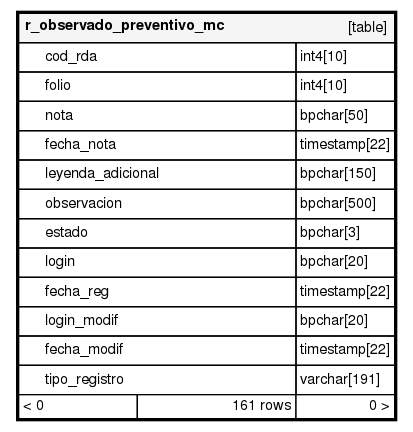 r_observado_preventivo_mc [table]
cod_rda int4[10]
folio int4[10]
nota bpchar[50]
fecha_nota timestamp[22]
leyenda_adicional bpchar[150]
observacion bpchar[500]
estado bpchar[3]
login bpchar[20]
fecha_reg timestamp[22]
login_modif bpchar[20]
fecha_modif timestamp[22]
tipo_registro varchar[191]
< 0 161 rows 0 >